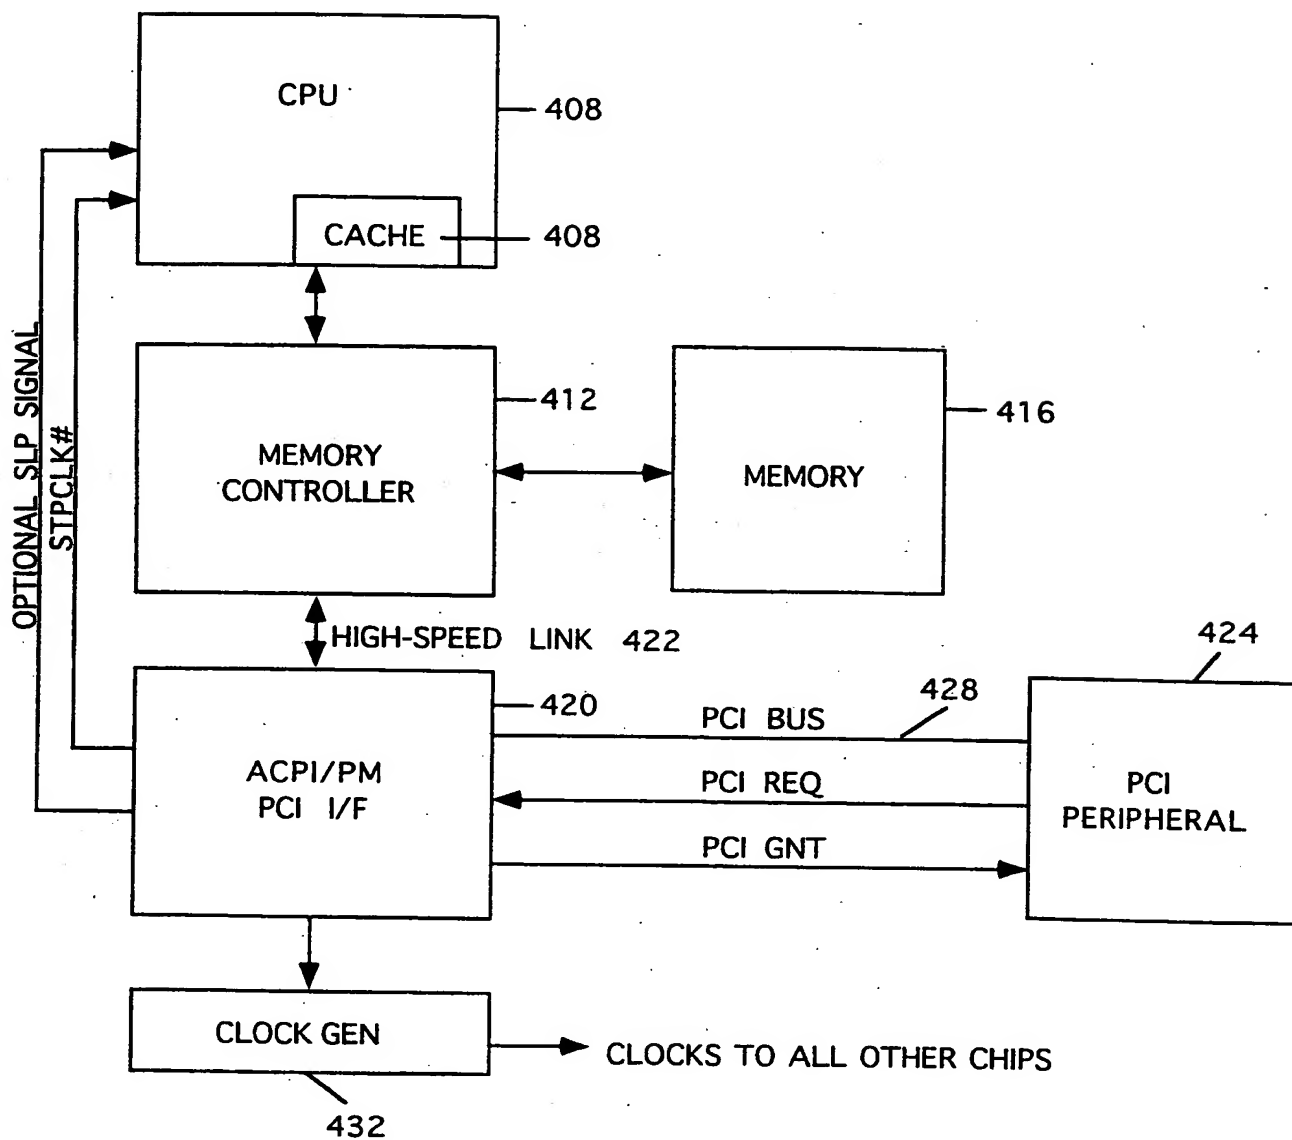 CPU
408
CACHE
408
OPTIONAL SLP SIGNAL
STPCLK#
412
MEMORY
CONTROLLER
416
MEMORY
HIGH-SPEED LINK 422
424
420
428
PCI BUS
ACPI/PM
PCI I/F
PCI REQ
PCI
PERIPHERAL
PCI GNT
CLOCK GEN
CLOCKS TO ALL OTHER CHIPS
432